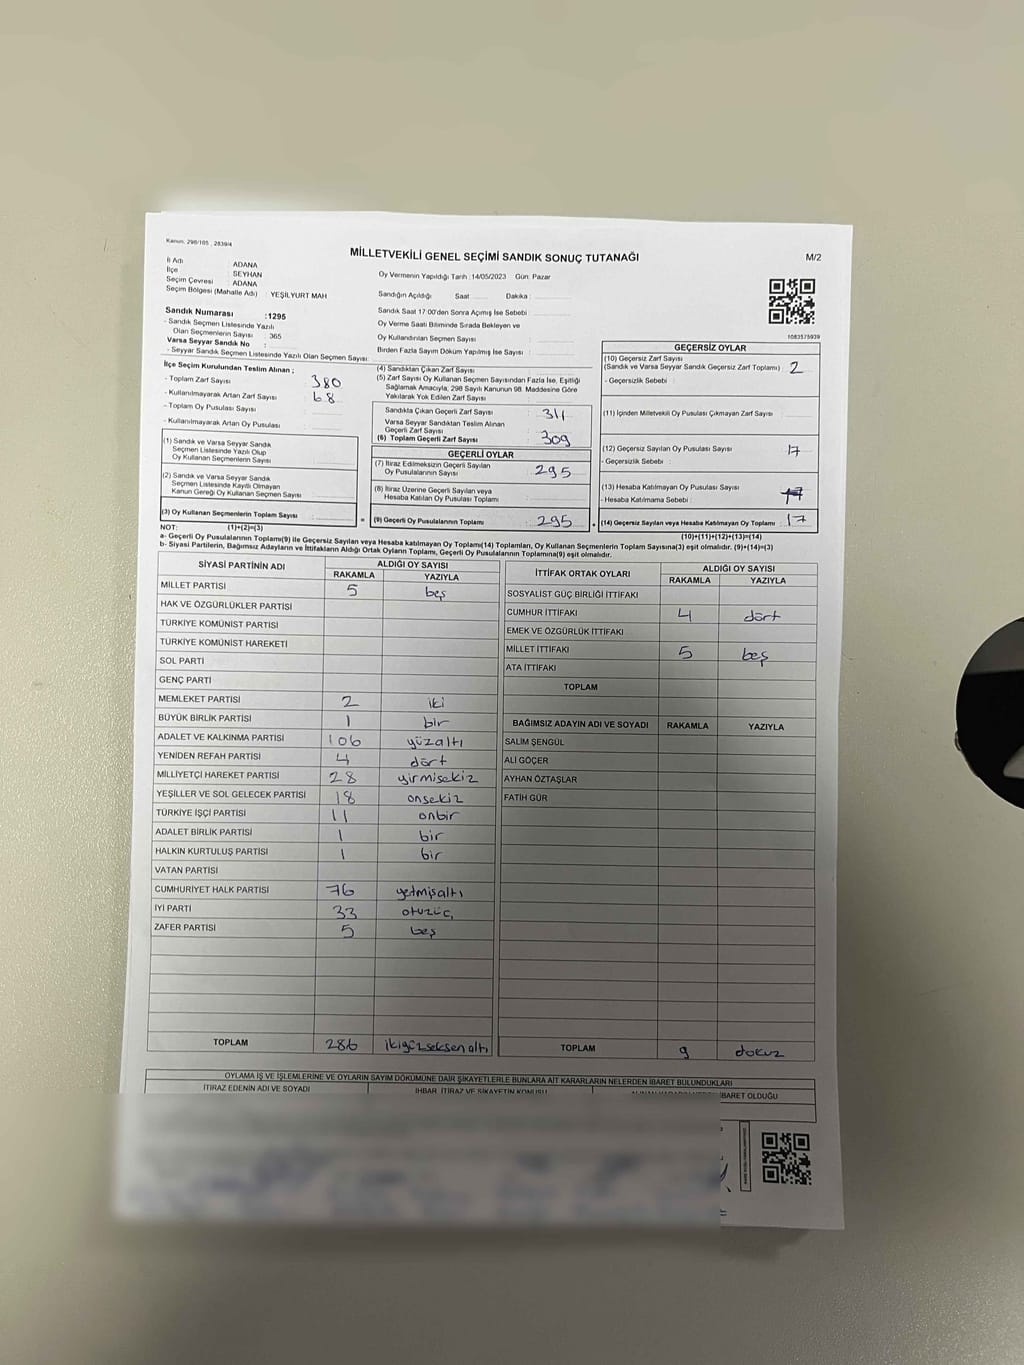 Kanun: 298/105 , 2839/4
MİLLETVEKİLİ GENEL SEÇİMİ SANDIK SONUÇ TUTANAĞI
M/2
İl Adı : ADANA
İlçe : SEYHAN
Seçim Çevresi : ADANA
Seçim Bölgesi (Mahalle Adı) : YEŞİLYURT MAH
Sandık Numarası :1295
- Sandık Seçmen Listesinde Yazılı
Olan Seçmenlerin Sayısı : 365
Varsa Seyyar Sandık No :
- Seyyar Sandık Seçmen Listesinde Yazılı Olan Seçmen Sayısı:
Oy Vermenin Yapıldığı Tarih :14/05/2023 Gün: Pazar
Sandığın Açıldığı Saat Dakika :
Sandık Saat 17:00'den Sonra Açımış İse Sebebi :
Oy Verme Saati Bitiminde Sırada Bekleyen ve
Oy Kullandırılan Seçmen Sayısı :
Birden Fazla Sayım Döküm Yapılmış İse Sayısı :
1083575939
İlçe Seçim Kurulundan Teslim Alınan ;
- Toplam Zarf Sayısı : 380
- Kullanılmayarak Artan Zarf Sayısı : 68
- Toplam Oy Pusulası Sayısı :
- Kullanılmayarak Artan Oy Pusulası :
(1) Sandık ve Varsa Seyyar Sandık
Seçmen Listesinde Yazılı Olup
Oy Kullanan Seçmenlerin Sayısı :
(2) Sandık ve Varsa Seyyar Sandık
Seçmen Listesinde Kayıtlı Olmayan
Kanun Gereği Oy Kullanan Seçmen Sayısı :
(3) Oy Kullanan Seçmenlerin Toplam Sayısı :
(4) Sandıktan Çıkan Zarf Sayısı :
(5) Zarf Sayısı Oy Kullanan Seçmen Sayısından Fazla İse, Eşitliği
Sağlamak Amacıyla, 298 Sayılı Kanunun 98. Maddesine Göre
Yakılarak Yok Edilen Zarf Sayısı :
Sandıkta Çıkan Geçerli Zarf Sayısı : 311
Varsa Seyyar Sandıktan Teslim Alınan
Geçerli Zarf Sayısı :
(6) Toplam Geçerli Zarf Sayısı : 309
GEÇERLİ OYLAR
(7) İtiraz Edilmeksizin Geçerli Sayılan
Oy Pusulalarının Sayısı : 295
(8) İtiraz Üzerine Geçerli Sayılan veya
Hesaba Katılan Oy Pusulası Toplamı :
= (9) Geçerli Oy Pusulalarının Toplamı : 295 +
GEÇERSİZ OYLAR
(10) Geçersiz Zarf Sayısı
(Sandık ve Varsa Seyyar Sandık Geçersiz Zarf Toplamı) : 2
- Geçersizlik Sebebi :
(11) İçinden Milletvekili Oy Pusulası Çıkmayan Zarf Sayısı :
(12) Geçersiz Sayılan Oy Pusulası Sayısı : 17
- Geçersizlik Sebebi :
(13) Hesaba Katılmayan Oy Pusulası Sayısı :
- Hesaba Katılmama Sebebi : 17
(14) Geçersiz Sayılan veya Hesaba Katılmayan Oy Toplamı : 17
NOT: (1)+(2)=(3) (10)+(11)+(12)+(13)=(14)
a- Geçerli Oy Pusulalarının Toplamı(9) ile Geçersiz Sayılan veya Hesaba katılmayan Oy Toplamı(14) Toplamları, Oy Kullanan Seçmenlerin Toplam Sayısına(3) eşit olmalıdır. (9)+(14)=(3)
b- Siyasi Partilerin, Bağımsız Adayların ve İttifakların Aldığı Ortak Oyların Toplamı, Geçerli Oy Pusulalarının Toplamına(9) eşit olmalıdır.
SİYASİ PARTİNİN ADI ALDIĞI OY SAYISI
RAKAMLA YAZIYLA
MİLLET PARTİSİ 5 beş
HAK VE ÖZGÜRLÜKLER PARTİSİ
TÜRKİYE KOMÜNİST PARTİSİ
TÜRKİYE KOMÜNİST HAREKETİ
SOL PARTİ
GENÇ PARTİ
MEMLEKET PARTİSİ 2 iki
BÜYÜK BİRLİK PARTİSİ 1 bir
ADALET VE KALKINMA PARTİSİ 106 yüzaltı
YENİDEN REFAH PARTİSİ 4 dört
MİLLİYETÇİ HAREKET PARTİSİ 28 yirmisekiz
YEŞİLLER VE SOL GELECEK PARTİSİ 18 onsekiz
TÜRKİYE İŞÇİ PARTİSİ 11 onbir
ADALET BİRLİK PARTİSİ 1 bir
HALKIN KURTULUŞ PARTİSİ 1 bir
VATAN PARTİSİ
CUMHURİYET HALK PARTİSİ 76 yetmişaltı
İYİ PARTİ 33 otuzüç
ZAFER PARTİSİ 5 beş
TOPLAM 286 ikiyüzseksenaltı
İTTİFAK ORTAK OYLARI ALDIĞI OY SAYISI
RAKAMLA YAZIYLA
SOSYALİST GÜÇ BİRLİĞİ İTTİFAKI
CUMHUR İTTİFAKI 4 dört
EMEK VE ÖZGÜRLÜK İTTİFAKI
MİLLET İTTİFAKI 5 beş
ATA İTTİFAKI
TOPLAM
BAĞIMSIZ ADAYIN ADI VE SOYADI RAKAMLA YAZIYLA
SALİM ŞENGÜL
ALİ GÖÇER
AYHAN ÖZTAŞLAR
FATİH GÜR
TOPLAM 9 dokuz
OYLAMA İŞ VE İŞLEMLERİNE VE OYLARIN SAYIM DÖKÜMÜNE DAİR ŞİKAYETLERLE BUNLARA AİT KARARLARIN NELERDEN İBARET BULUNDUKLARI
İTİRAZ EDENİN ADI VE SOYADI İHBAR, İTİRAZ VE ŞİKAYETİN KONUSU İBARET OLDUĞU